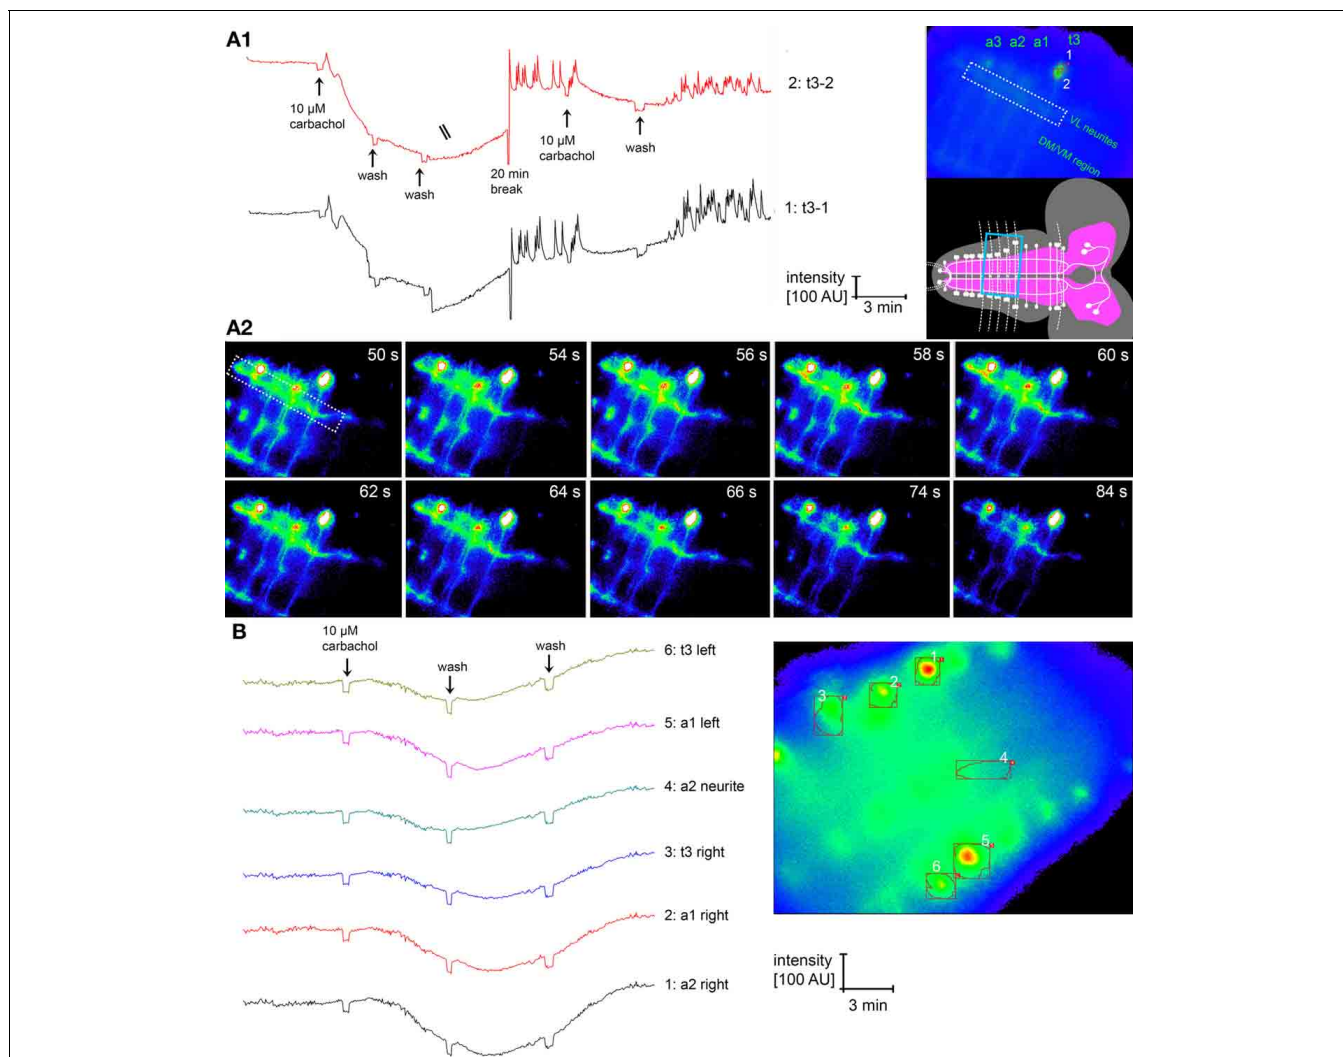 A1
10 µM
carbachol
wash
wash
20 min
break
10 µM
carbachol
wash
2: t3-2
1: t3-1
intensity
[100 AU]
3 min
a3 a2 a1 t3
1
2
VL neurites
DM/VM region
A2
50 s
54 s
56 s
58 s
60 s
62 s
64 s
66 s
74 s
84 s
B
10 µM
carbachol
wash
wash
6: t3 left
5: a1 left
4: a2 neurite
3: t3 right
2: a1 right
1: a2 right
1
2
3
4
5
6
intensity
[100 AU]
3 min